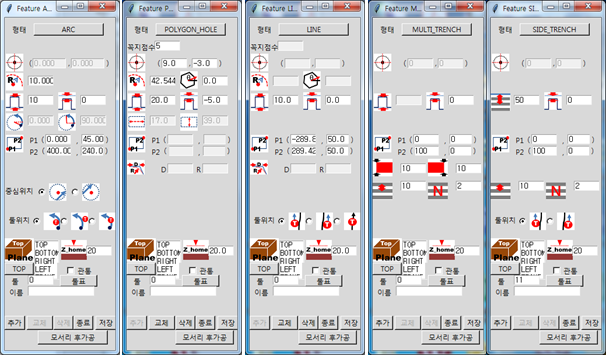 Feature A...
형태 ARC
( 0.000 , 0.000 )
R 10.000
10 0
0.000 90.000
P1 ( 0.000 , 45.00 )
P2 ( 400.00 , 240.0 )
중심위치
툴위치
Top Plane
TOP
BOTTOM
RIGHT
LEFT
Z_home 20
TOP 관통
툴 0 툴표
이름
추가 교체 삭제 종료 저장
모서리 후가공
Feature P...
형태 POLYGON_HOLE
꼭지점수 5
( 9.0 , -3.0 )
R 42.544 0.0
20.0 -5.0
17.0 39.0
P1 ( , )
P2 ( , )
D R
Top Plane
TOP
BOTTOM
RIGHT
LEFT
Z_home 20.0
TOP 관통
툴 0 툴표
이름
추가 교체 삭제 종료 저장
모서리 후가공
Feature LI...
형태 LINE
꼭지점수
( , )
R
10.0 0.0
P1 ( -289.8 , 50.0 )
P2 ( 289.42 , 50.0 )
D R
툴위치
Top Plane
TOP
BOTTOM
RIGHT
LEFT
Z_home 20.0
TOP 관통
툴 0 툴표
이름
추가 교체 삭제 종료 저장
모서리 후가공
Feature M...
형태 MULTI_TRENCH
( 0 , 0 )
0
P1 ( 0 , 0 )
P2 ( 100 , 0 )
10 10
10 N 2
Top Plane
TOP
BOTTOM
RIGHT
LEFT
Z_home 20
TOP 관통
툴 0 툴표
이름
추가 교체 삭제 종료 저장
모서리 후가공
Feature SI...
형태 SIDE_TRENCH
( 0 , 0 )
50 0
P1 ( 0 , 0 )
P2 ( 100 , 0 )
10 N 2
툴위치
Top Plane
TOP
BOTTOM
RIGHT
LEFT
Z_home 20
TOP 관통
툴 11 툴표
이름
추가 교체 삭제 종료 저장
모서리 후가공